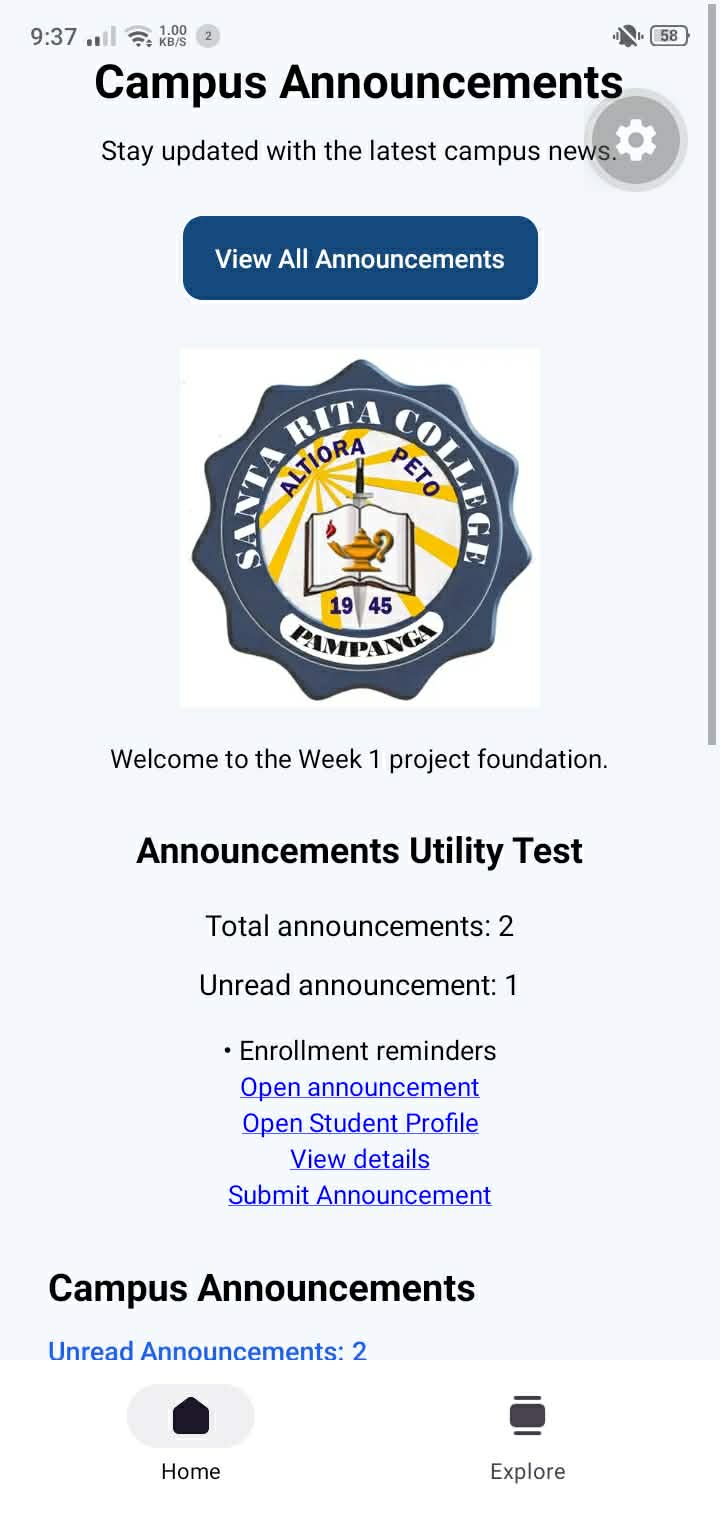 9:37 1.00 KB/S 2 58
Campus Announcements
Stay updated with the latest campus news.
View All Announcements
SANTA RITA COLLEGE
ALTIORA PETO
19 45
PAMPANGA
Welcome to the Week 1 project foundation.
Announcements Utility Test
Total announcements: 2
Unread announcement: 1
• Enrollment reminders
Open announcement
Open Student Profile
View details
Submit Announcement
Campus Announcements
Unread Announcements: 2
Home Explore